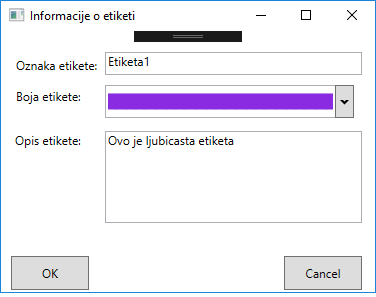 Informacije o etiketi
Oznaka etikete: Etiketa1
Boja etikete:
Opis etikete: Ovo je ljubicasta etiketa
OK Cancel